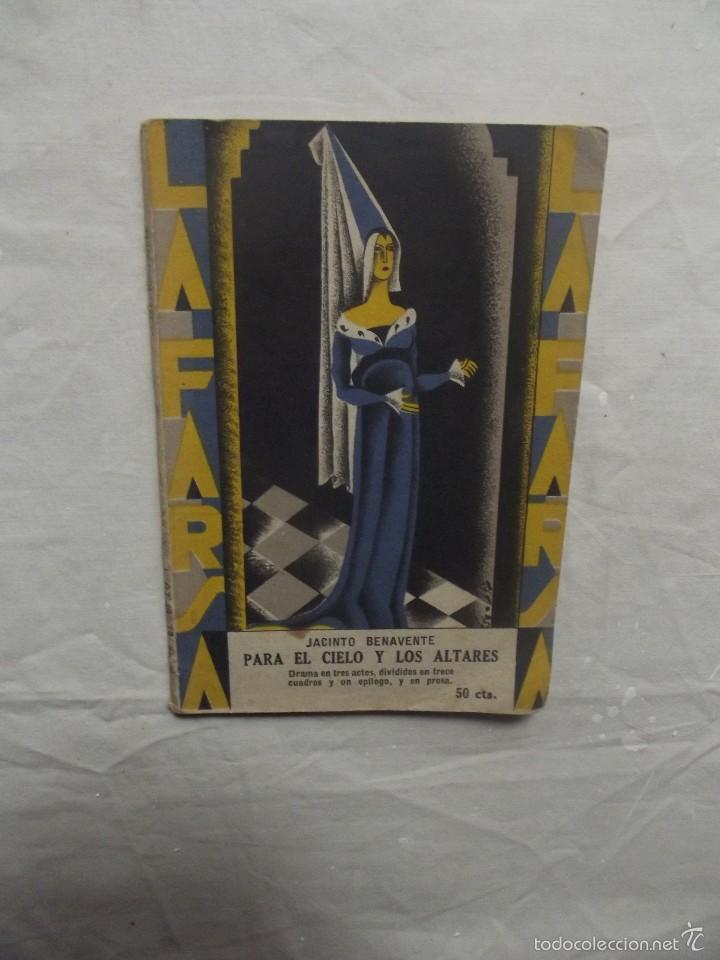 LA FARSA
LA FARSA
JACINTO BENAVENTE
PARA EL CIELO Y LOS ALTARES
Drama en tres actos, divididos en trece
cuadros y un epílogo, y en prosa.
50 cts.
todocoleccion.net